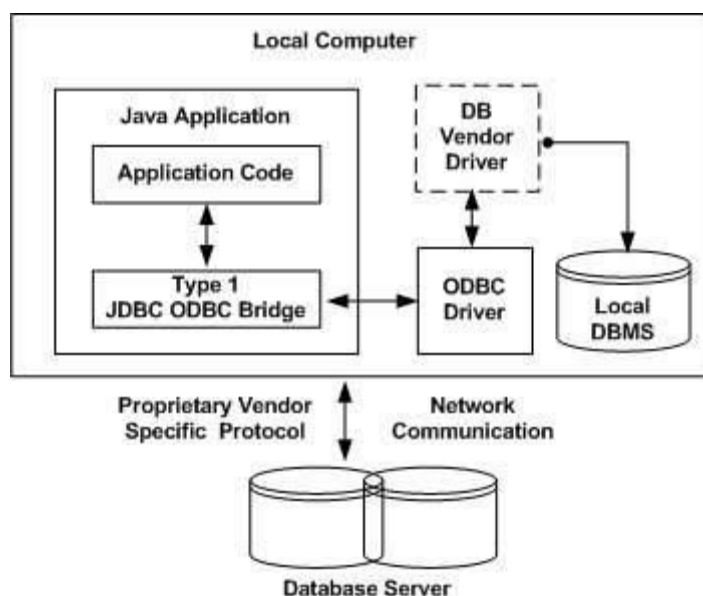 Local Computer
Java Application
Application Code
Type 1
JDBC ODBC Bridge
DB
Vendor
Driver
ODBC
Driver
Local
DBMS
Proprietary Vendor
Specific Protocol
Network
Communication
Database Server